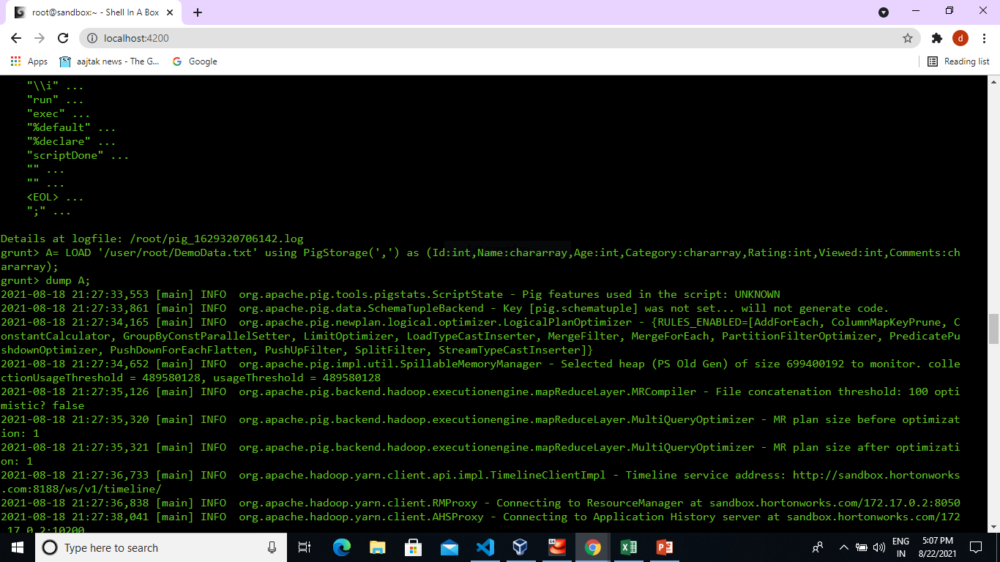 root@sandbox:~ - Shell In A Box
localhost:4200
d
Apps
aajtak news - The G...
Google
Reading list
"\\i" ...
"run" ...
"exec" ...
"%default" ...
"%declare" ...
"scriptDone" ...
"" ...
"" ...
<EOL> ...
";" ...
Details at logfile: /root/pig_1629320706142.log
grunt> A= LOAD '/user/root/DemoData.txt' using PigStorage(',') as (Id:int,Name:chararray,Age:int,Category:chararray,Rating:int,Viewed:int,Comments:ch
ararray);
grunt> dump A;
2021-08-18 21:27:33,553 [main] INFO  org.apache.pig.tools.pigstats.ScriptState - Pig features used in the script: UNKNOWN
2021-08-18 21:27:33,861 [main] INFO  org.apache.pig.data.SchemaTupleBackend - Key [pig.schematuple] was not set... will not generate code.
2021-08-18 21:27:34,165 [main] INFO  org.apache.pig.newplan.logical.optimizer.LogicalPlanOptimizer - {RULES_ENABLED=[AddForEach, ColumnMapKeyPrune, C
onstantCalculator, GroupByConstParallelSetter, LimitOptimizer, LoadTypeCastInserter, MergeFilter, MergeForEach, PartitionFilterOptimizer, PredicatePu
shdownOptimizer, PushDownForEachFlatten, PushUpFilter, SplitFilter, StreamTypeCastInserter]}
2021-08-18 21:27:34,652 [main] INFO  org.apache.pig.impl.util.SpillableMemoryManager - Selected heap (PS Old Gen) of size 699400192 to monitor. colle
ctionUsageThreshold = 489580128, usageThreshold = 489580128
2021-08-18 21:27:35,126 [main] INFO  org.apache.pig.backend.hadoop.executionengine.mapReduceLayer.MRCompiler - File concatenation threshold: 100 opti
mistic? false
2021-08-18 21:27:35,320 [main] INFO  org.apache.pig.backend.hadoop.executionengine.mapReduceLayer.MultiQueryOptimizer - MR plan size before optimizat
ion: 1
2021-08-18 21:27:35,321 [main] INFO  org.apache.pig.backend.hadoop.executionengine.mapReduceLayer.MultiQueryOptimizer - MR plan size after optimizati
on: 1
2021-08-18 21:27:36,733 [main] INFO  org.apache.hadoop.yarn.client.api.impl.TimelineClientImpl - Timeline service address: http://sandbox.hortonworks
.com:8188/ws/v1/timeline/
2021-08-18 21:27:36,838 [main] INFO  org.apache.hadoop.yarn.client.RMProxy - Connecting to ResourceManager at sandbox.hortonworks.com/172.17.0.2:8050
2021-08-18 21:27:38,041 [main] INFO  org.apache.hadoop.yarn.client.AHSProxy - Connecting to Application History server at sandbox.hortonworks.com/172
.17.0.2:10200
Type here to search
64
ENG
IN
5:07 PM
8/22/2021